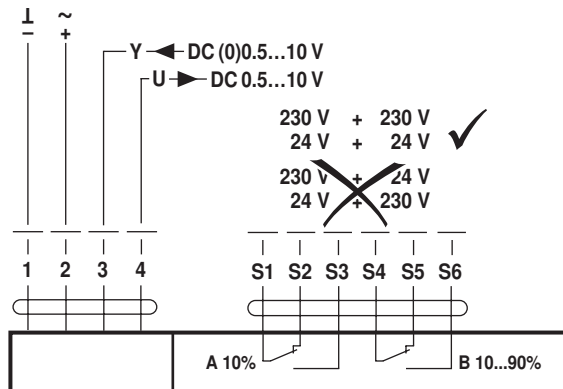 ⊥ ~
− +
Y DC (0)0.5...10 V
U DC 0.5...10 V
230 V + 230 V
24 V + 24 V
230 V + 24 V
24 V + 230 V
1 2 3 4 S1 S2 S3 S4 S5 S6
A 10% B 10...90%